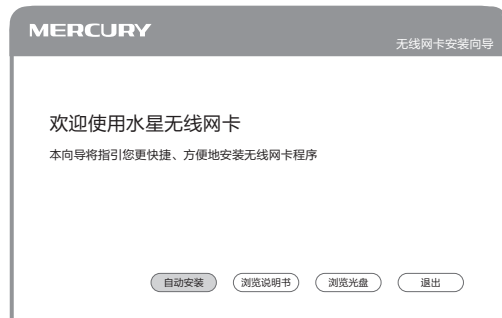 MERCURY
无线网卡安装向导
欢迎使用水星无线网卡
本向导将指引您更快捷、方便地安装无线网卡程序
自动安装 浏览说明书 浏览光盘 退出